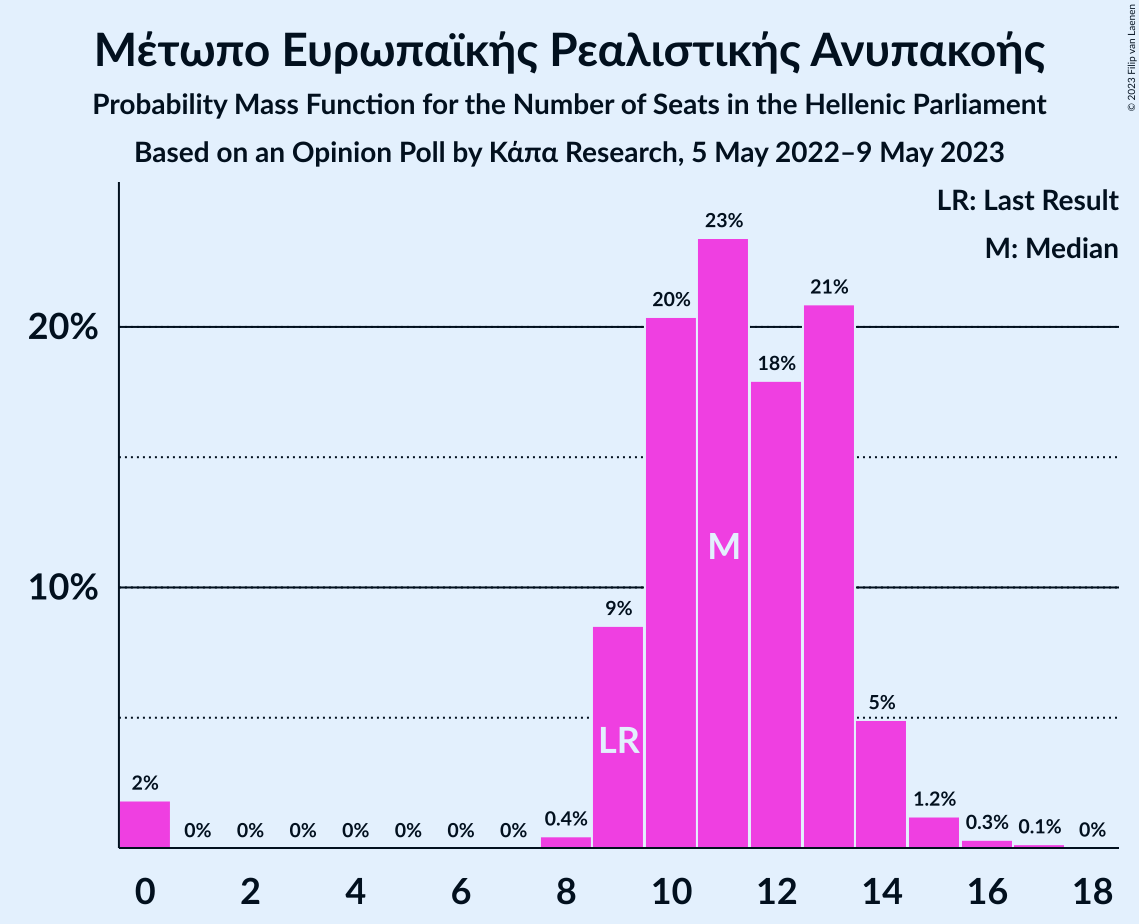 Μέτωπο Ευρωπαϊκής Ρεαλιστικής Ανυπακοής
Probability Mass Function for the Number of Seats in the Hellenic Parliament
Based on an Opinion Poll by Κάπα Research, 5 May 2022–9 May 2023
© 2023 Filip van Laenen
LR: Last Result
M: Median
20%
10%
2%
0%
0%
0%
0%
0%
0%
0%
0.4%
9%
20%
23%
18%
21%
5%
1.2%
0.3%
0.1%
0%
LR
M
0 2 4 6 8 10 12 14 16 18